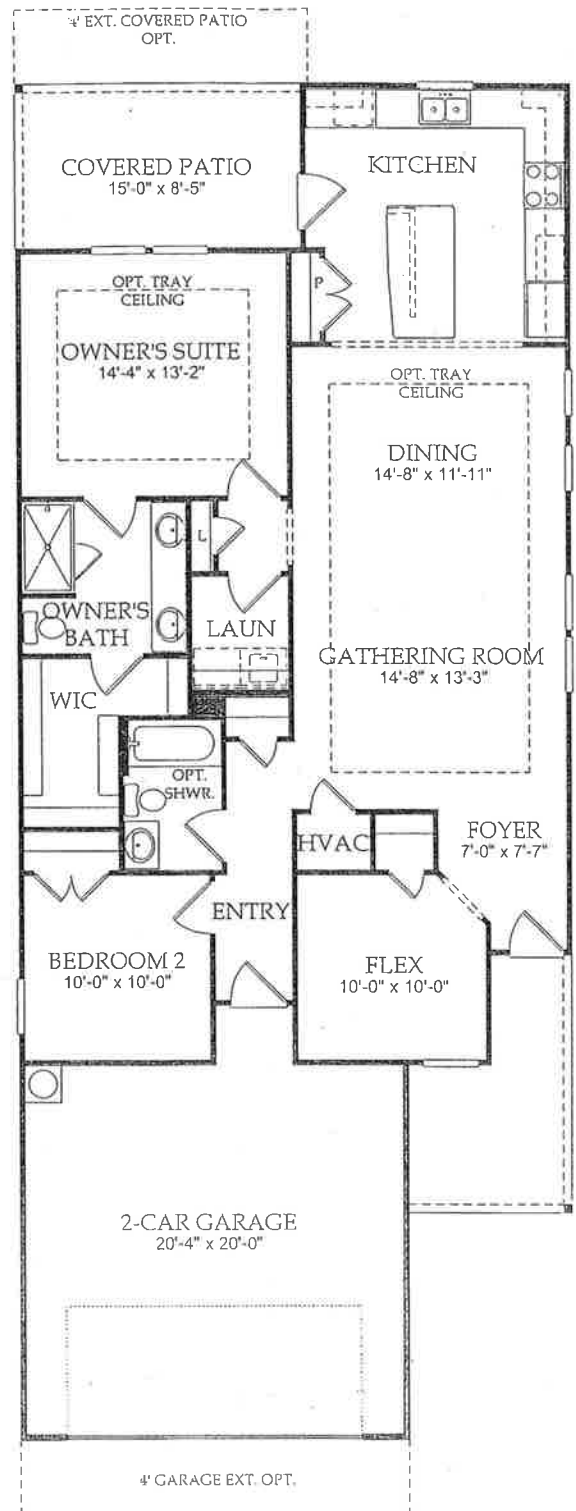 4' EXT. COVERED PATIO
OPT.
COVERED PATIO
15'-0" x 8'-5"
KITCHEN
P
OPT. TRAY
CEILING
OWNER'S SUITE
14'-4" x 13'-2"
OPT. TRAY
CEILING
DINING
14'-8" x 11'-11"
L
OWNER'S
BATH
LAUN
GATHERING ROOM
14'-8" x 13'-3"
WIC
OPT.
SHWR.
HVAC
FOYER
7'-0" x 7'-7"
ENTRY
BEDROOM 2
10'-0" x 10'-0"
FLEX
10'-0" x 10'-0"
2-CAR GARAGE
20'-4" x 20'-0"
4' GARAGE EXT. OPT.